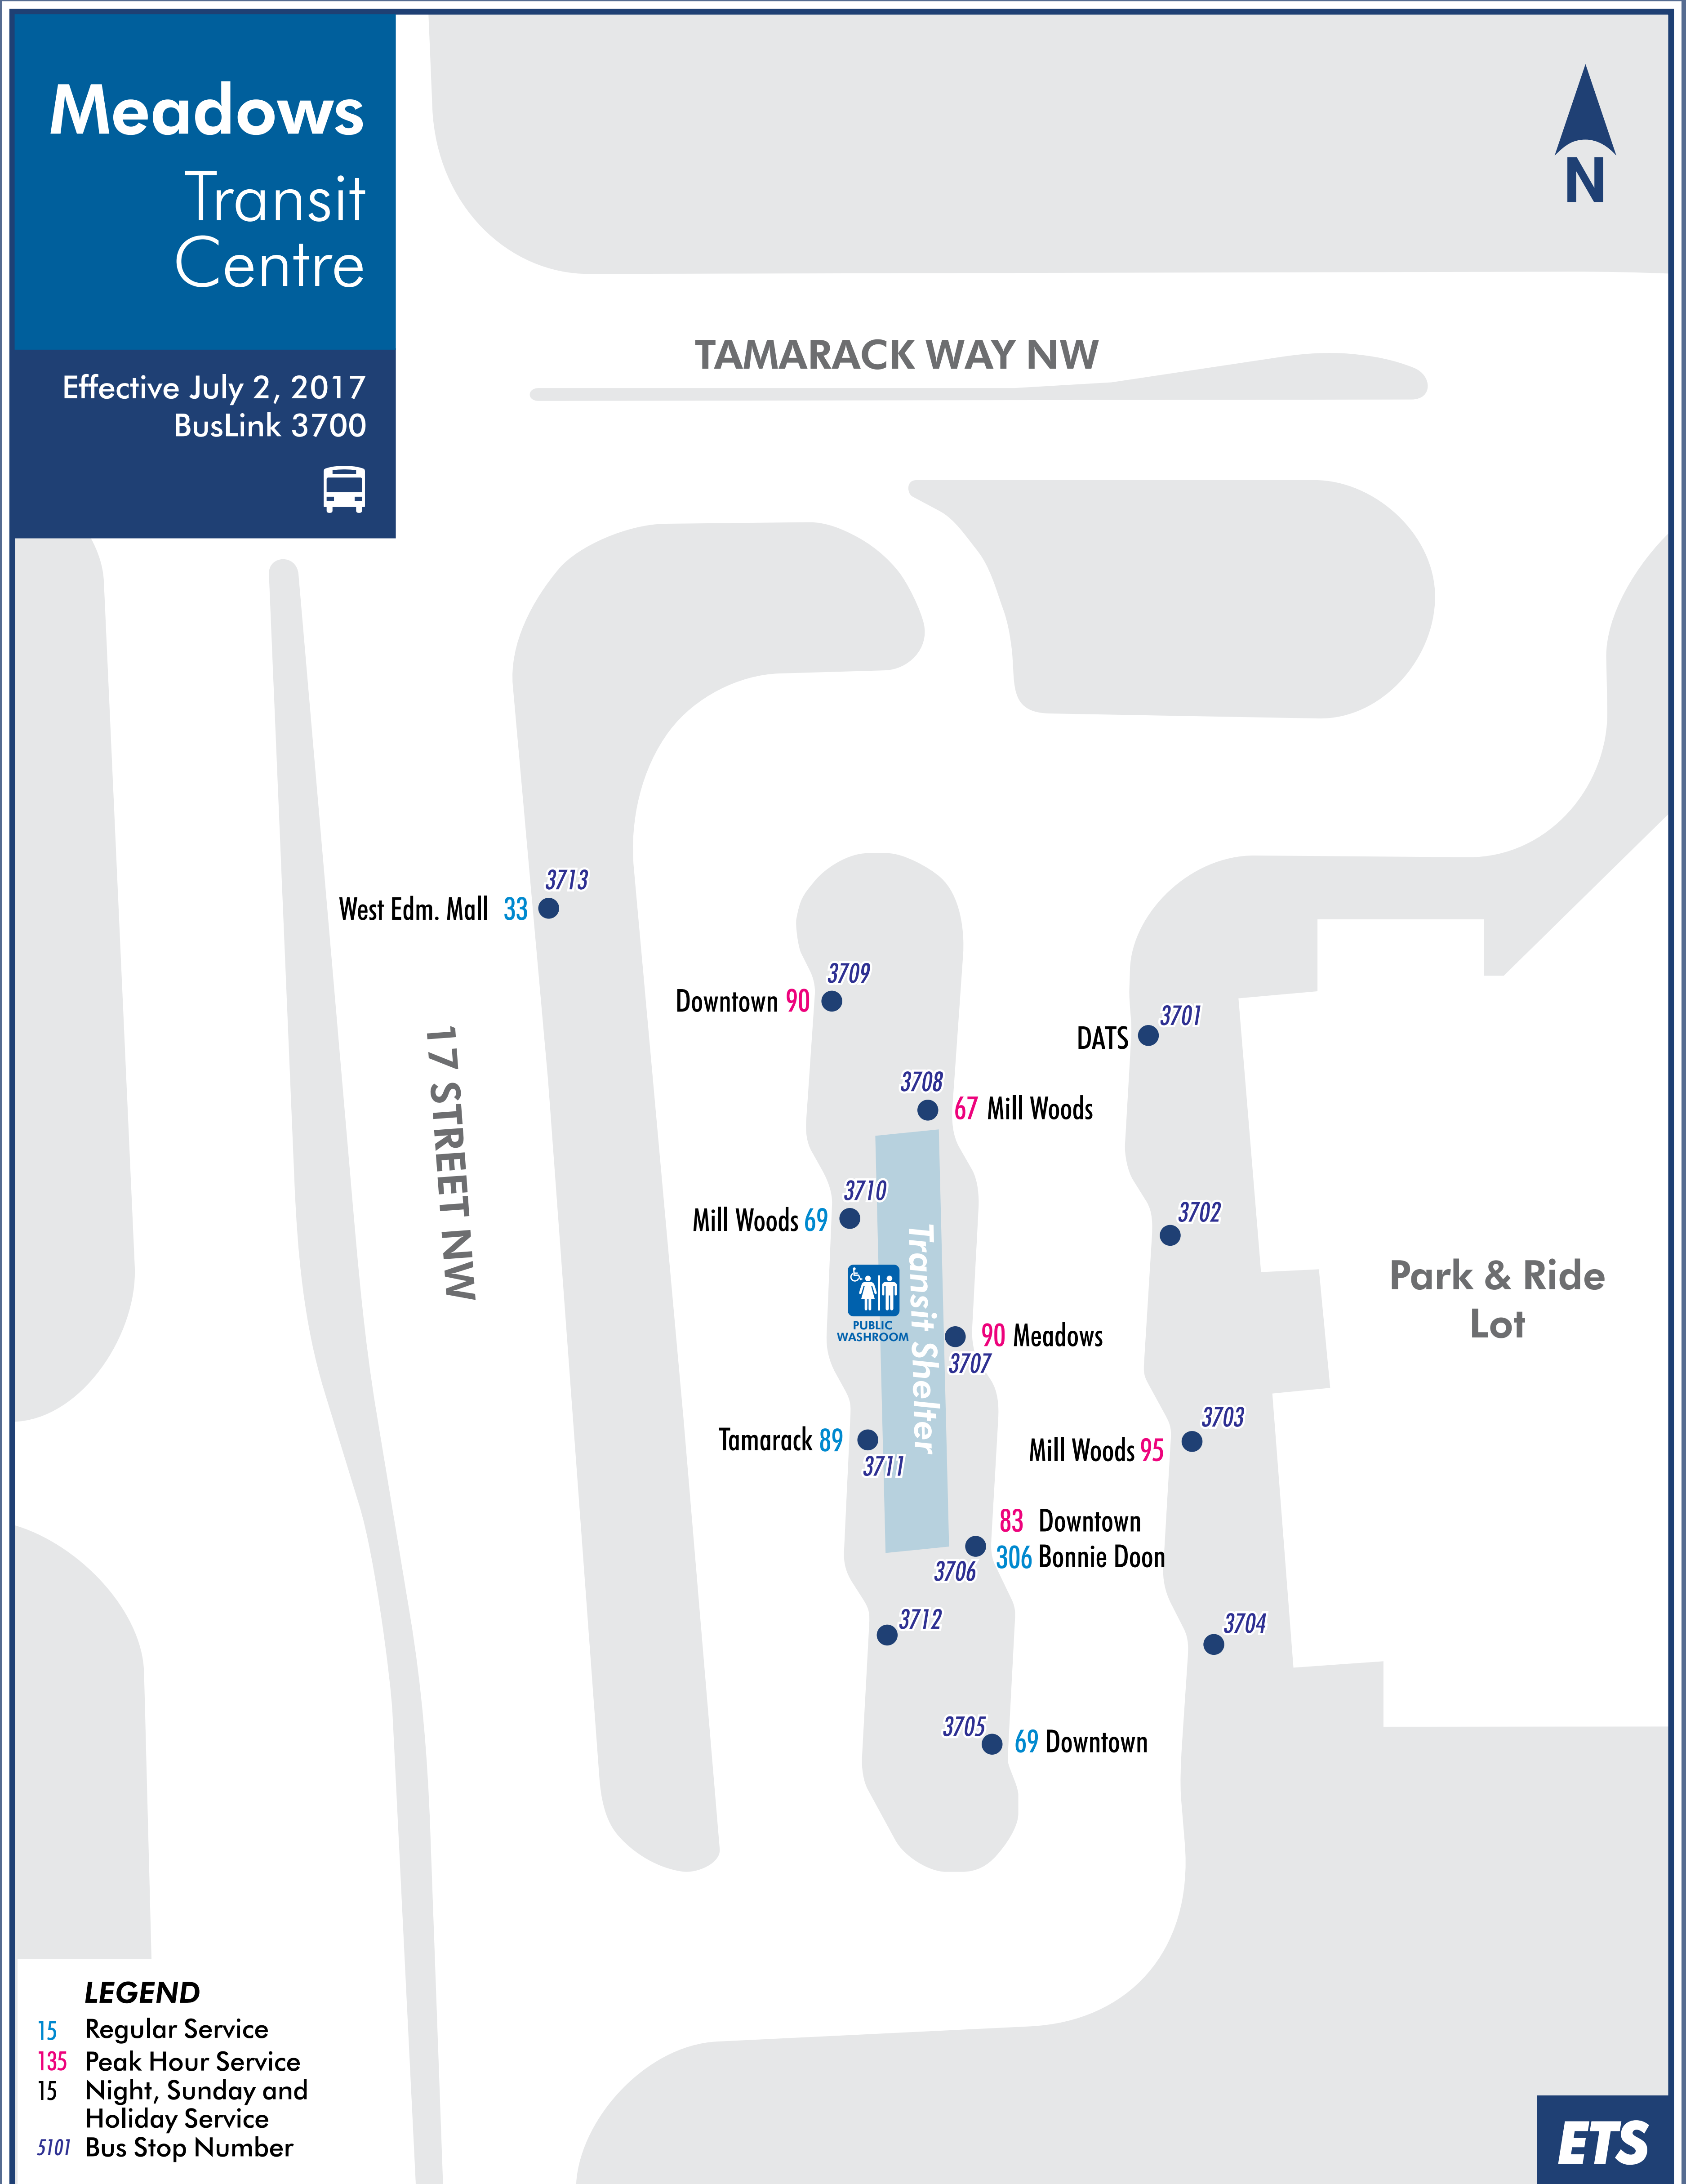 Meadows
Transit
Centre
Effective July 2, 2017
BusLink 3700
N
TAMARACK WAY NW
3713
West Edm. Mall 33
3709
Downtown 90
3701
DATS
3708
67 Mill Woods
17 STREET NW
3710
Mill Woods 69
3702
Transit Shelter
Park & Ride
Lot
PUBLIC
WASHROOM
90 Meadows
3707
3703
Tamarack 89
3711
Mill Woods 95
83 Downtown
306 Bonnie Doon
3706
3712
3704
3705
69 Downtown
LEGEND
15 Regular Service
135 Peak Hour Service
15 Night, Sunday and
Holiday Service
5101 Bus Stop Number
ETS